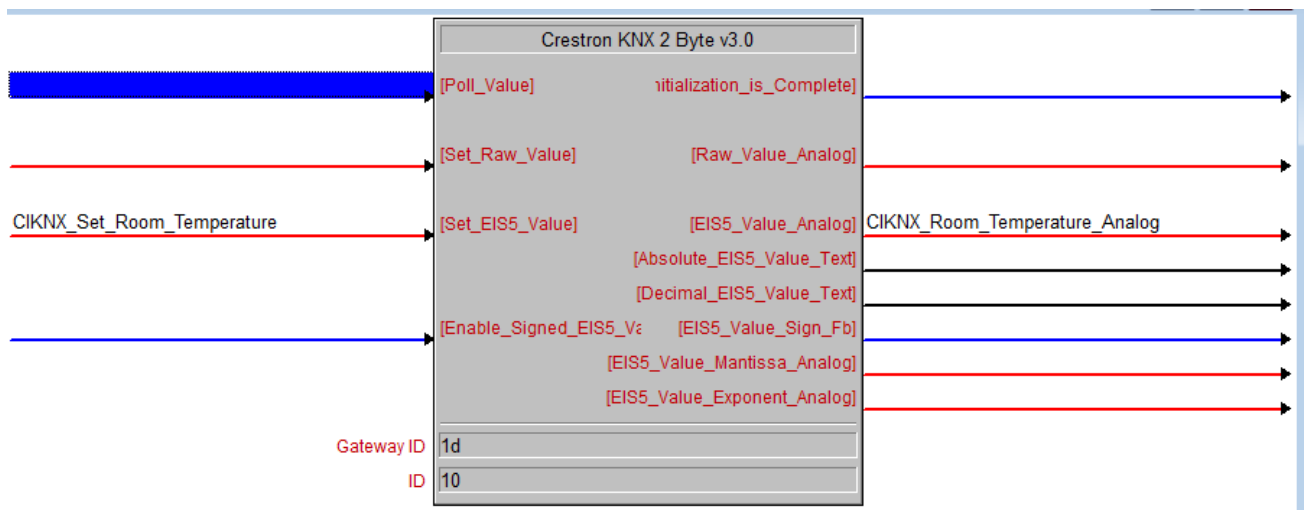 Crestron KNX 2 Byte v3.0
[Poll_Value] nitialization_is_Complete]
[Set_Raw_Value] [Raw_Value_Analog]
CIKNX_Set_Room_Temperature [Set_EIS5_Value] [EIS5_Value_Analog] CIKNX_Room_Temperature_Analog
[Absolute_EIS5_Value_Text]
[Decimal_EIS5_Value_Text]
[Enable_Signed_EIS5_Va [EIS5_Value_Sign_Fb]
[EIS5_Value_Mantissa_Analog]
[EIS5_Value_Exponent_Analog]
Gateway ID 1d
ID 10